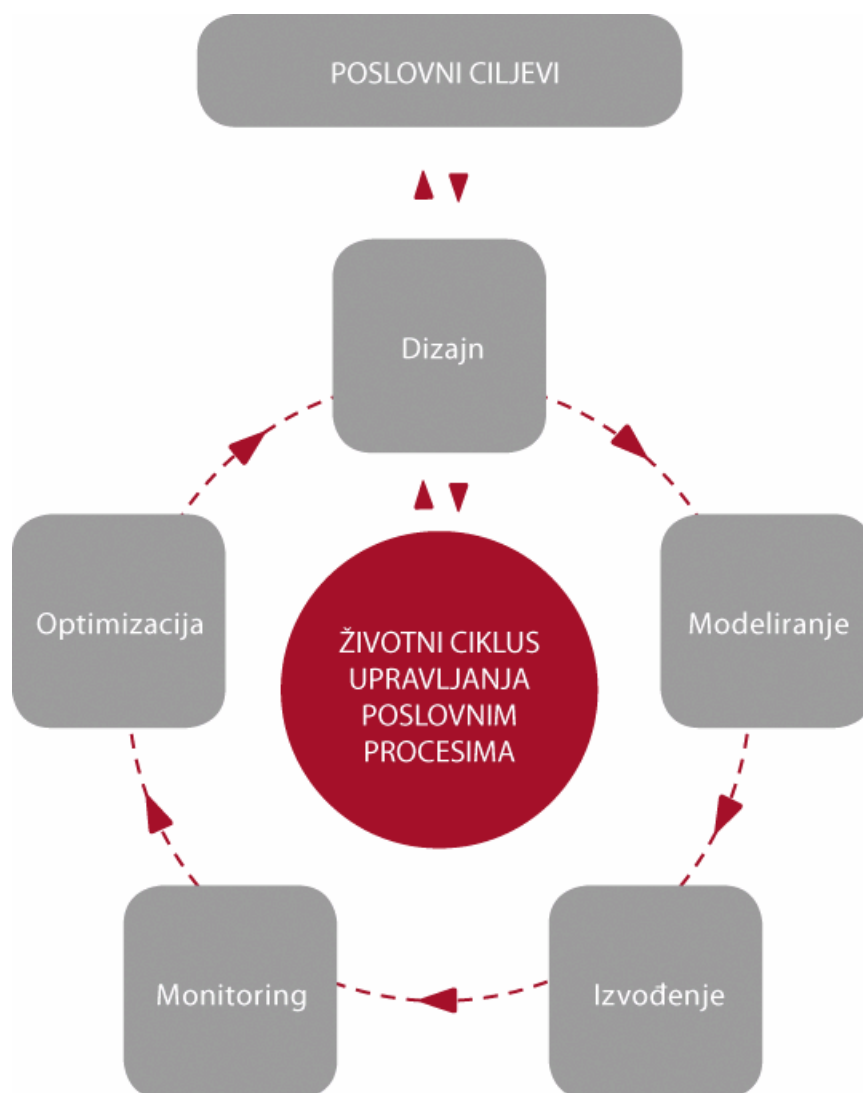 POSLOVNI CILJEVI
Dizajn
Optimizacija
Modeliranje
ŽIVOTNI CIKLUS
UPRAVLJANJA
POSLOVNIM
PROCESIMA
Monitoring
Izvođenje